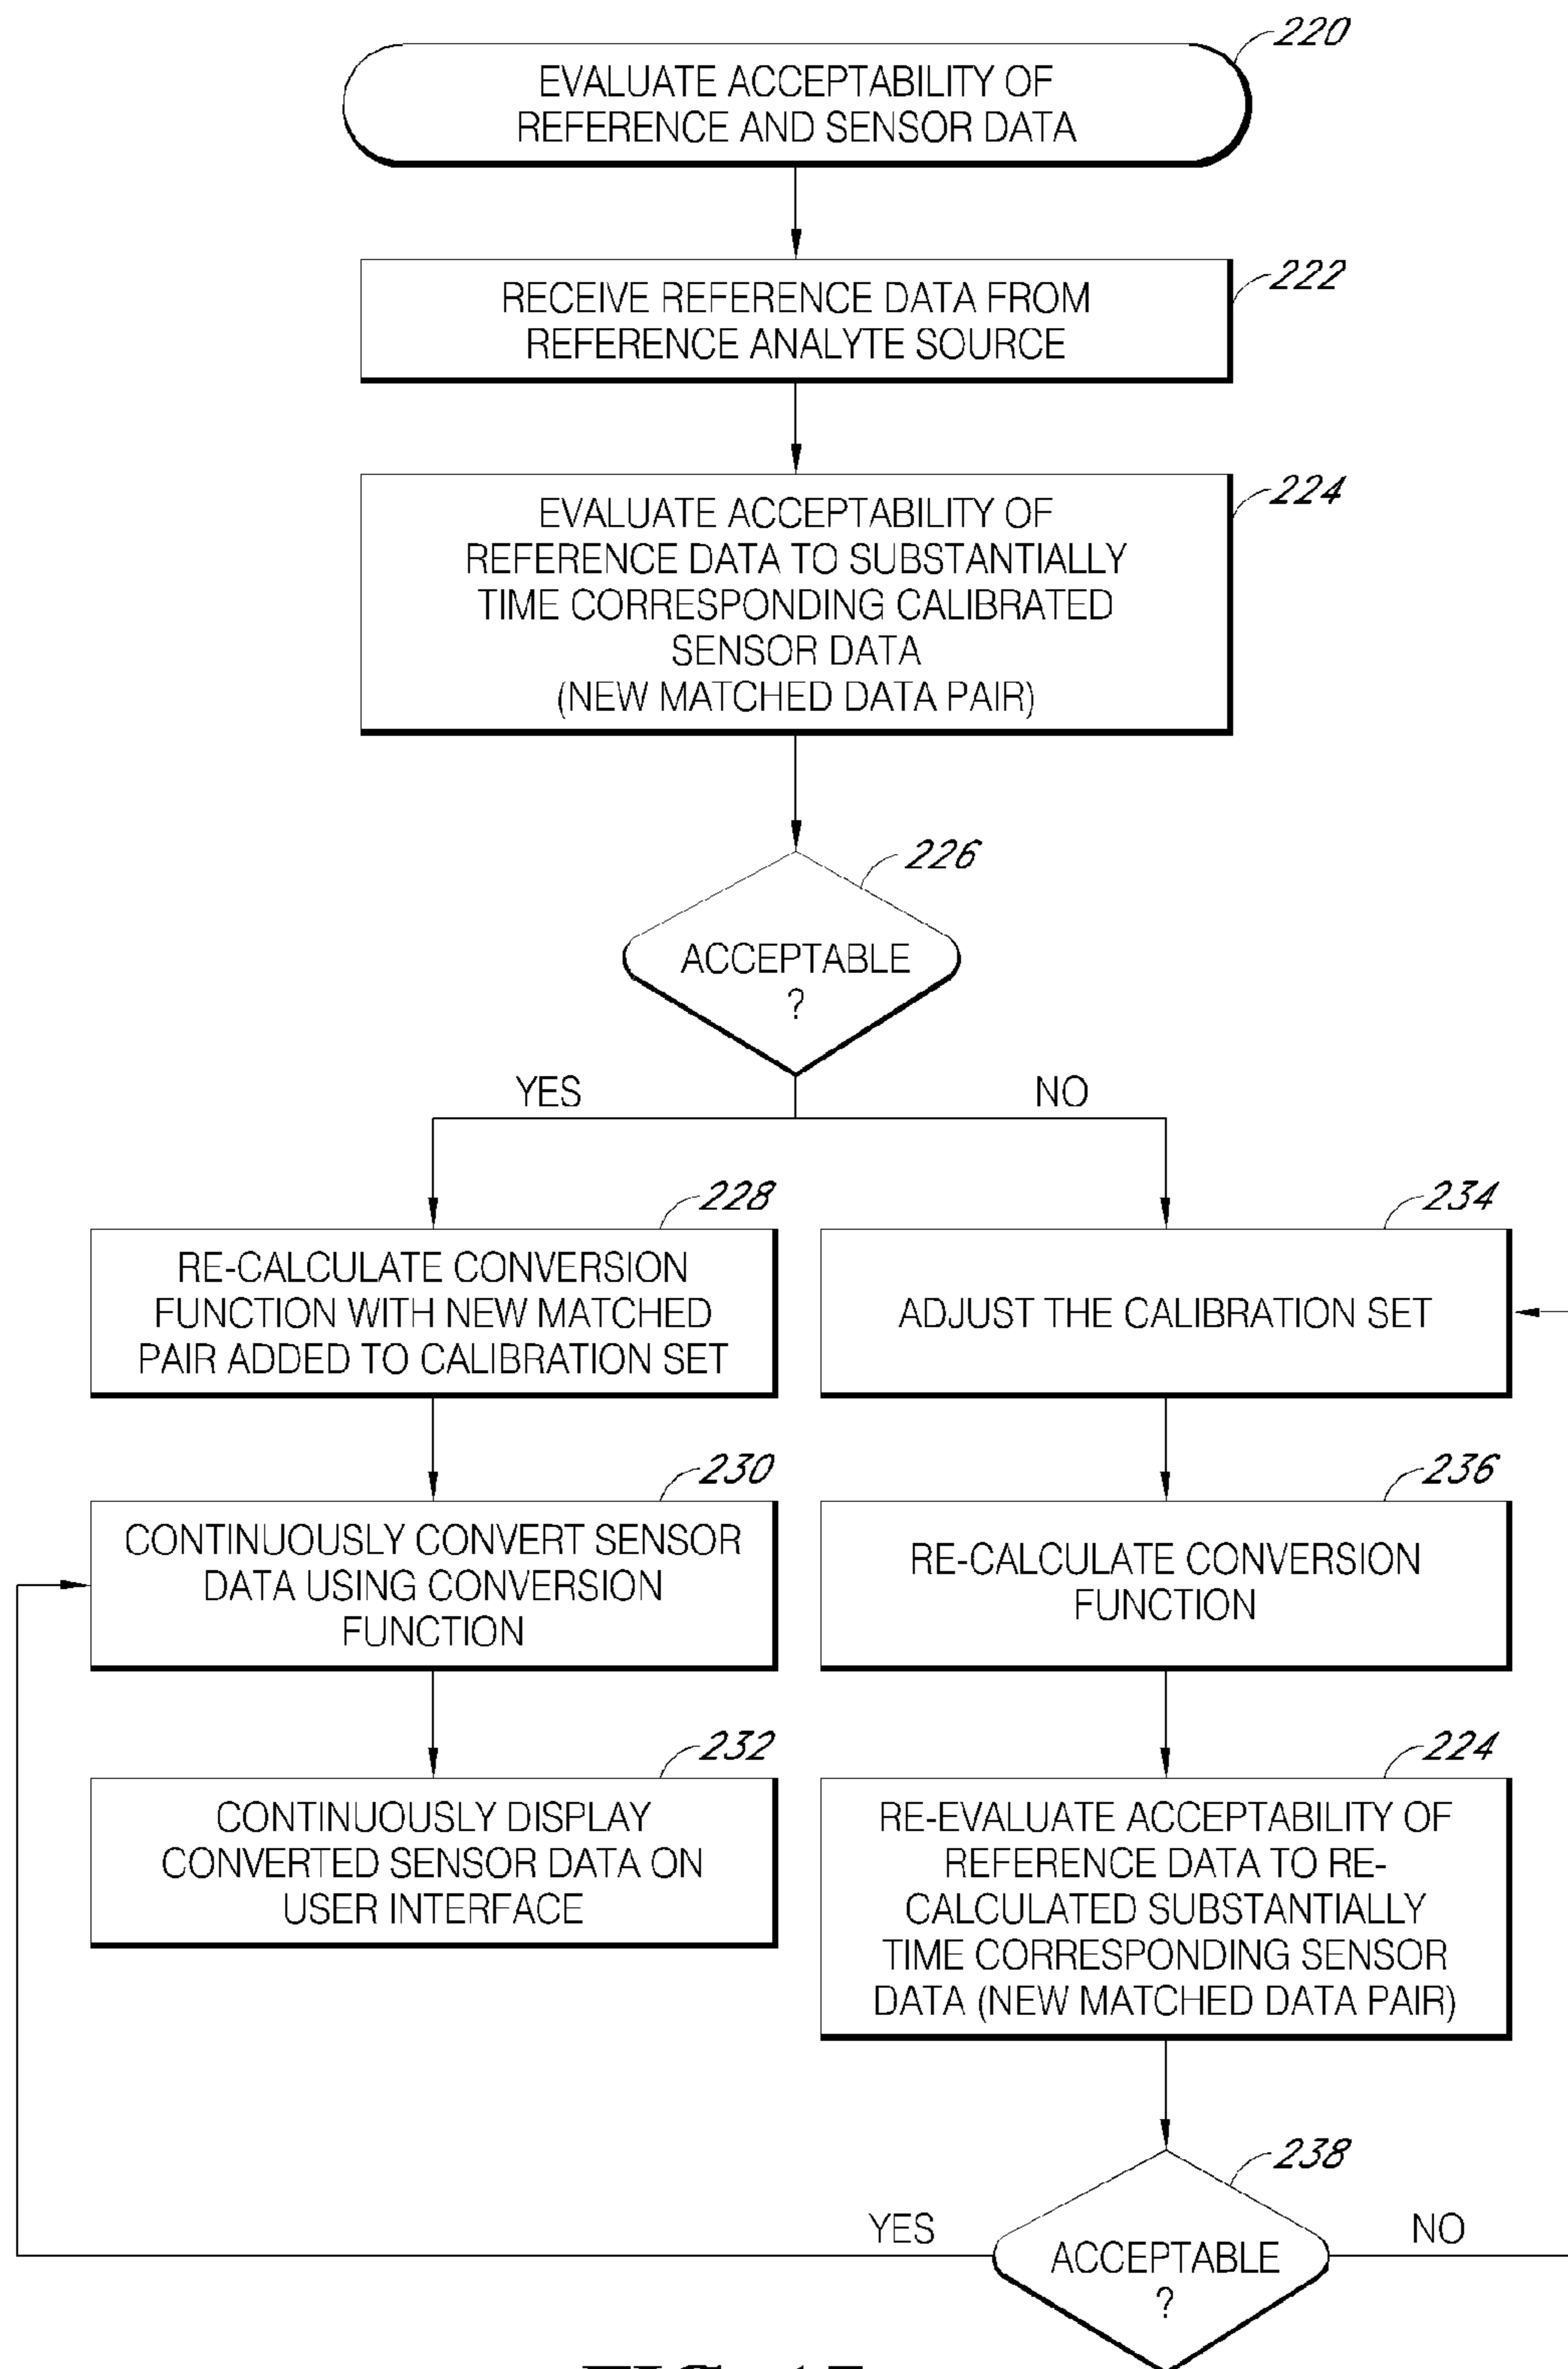 220
EVALUATE ACCEPTABILITY OF
REFERENCE AND SENSOR DATA
222
RECEIVE REFERENCE DATA FROM
REFERENCE ANALYTE SOURCE
224
EVALUATE ACCEPTABILITY OF
REFERENCE DATA TO SUBSTANTIALLY
TIME CORRESPONDING CALIBRATED
SENSOR DATA
(NEW MATCHED DATA PAIR)
226
ACCEPTABLE
?
YES
NO
228
RE-CALCULATE CONVERSION
FUNCTION WITH NEW MATCHED
PAIR ADDED TO CALIBRATION SET
234
ADJUST THE CALIBRATION SET
230
CONTINUOUSLY CONVERT SENSOR
DATA USING CONVERSION
FUNCTION
236
RE-CALCULATE CONVERSION
FUNCTION
232
CONTINUOUSLY DISPLAY
CONVERTED SENSOR DATA ON
USER INTERFACE
224
RE-EVALUATE ACCEPTABILITY OF
REFERENCE DATA TO RE-
CALCULATED SUBSTANTIALLY
TIME CORRESPONDING SENSOR
DATA (NEW MATCHED DATA PAIR)
238
YES
ACCEPTABLE
?
NO